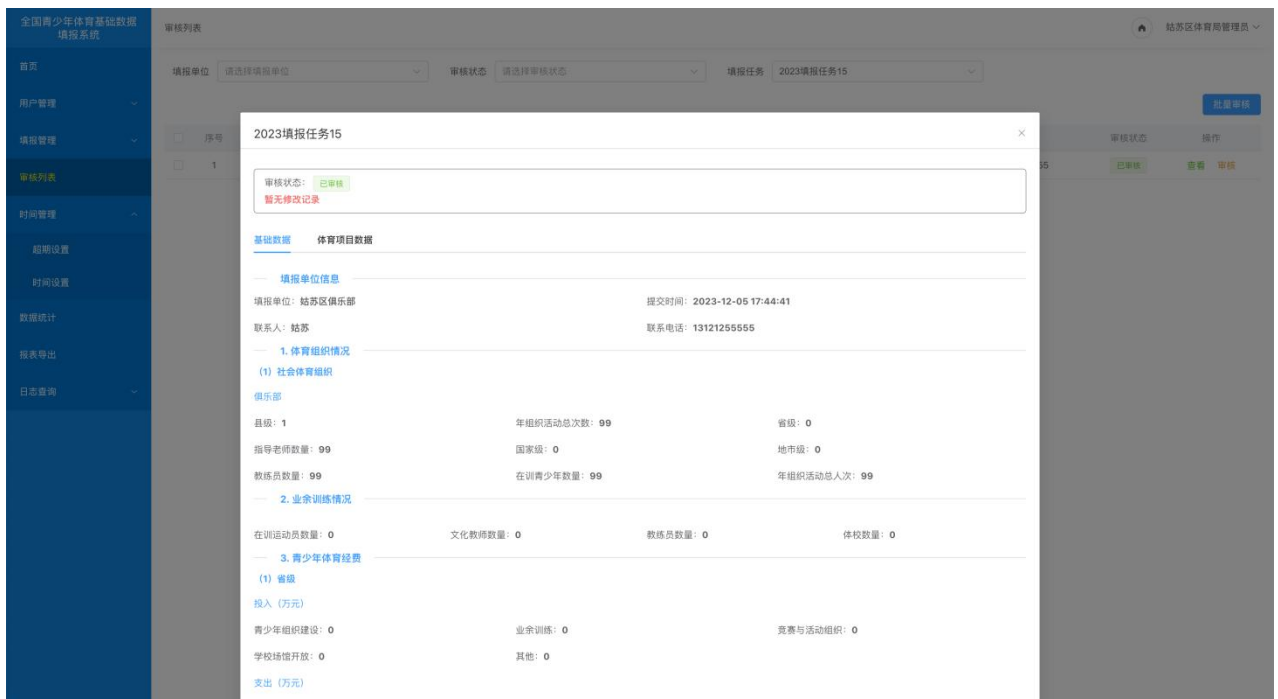 全国青少年体育基础数据
填报系统
审核列表
姑苏区体育局管理员
首页
用户管理
填报管理
审核列表
时间管理
超期设置
时间设置
数据统计
报表导出
日志查询
填报单位 请选择填报单位 审核状态 请选择审核状态 填报任务 2023填报任务15
批量审核
序号 审核状态 操作
1 55 已审核 查看 审核
2023填报任务15 ×
审核状态: 已审核
暂无修改记录
基础数据 体育项目数据
填报单位信息
填报单位: 姑苏区俱乐部 提交时间: 2023-12-05 17:44:41
联系人: 姑苏 联系电话: 13121255555
1. 体育组织情况
(1) 社会体育组织
俱乐部
县级: 1 年组织活动总次数: 99 省级: 0
指导老师数量: 99 国家级: 0 地市级: 0
教练员数量: 99 在训青少年数量: 99 年组织活动总人次: 99
2. 业余训练情况
在训运动员数量: 0 文化教师数量: 0 教练员数量: 0 体校数量: 0
3. 青少年体育经费
(1) 省级
投入 (万元)
青少年组织建设: 0 业余训练: 0 竞赛与活动组织: 0
学校场馆开放: 0 其他: 0
支出 (万元)